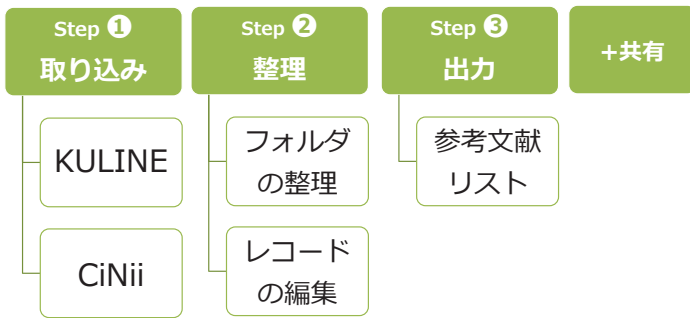 Step ❶
取り込み
KULINE
CiNii
Step ❷
整理
フォルダ
の整理
レコード
の編集
Step ❸
出力
参考文献
リスト
+共有